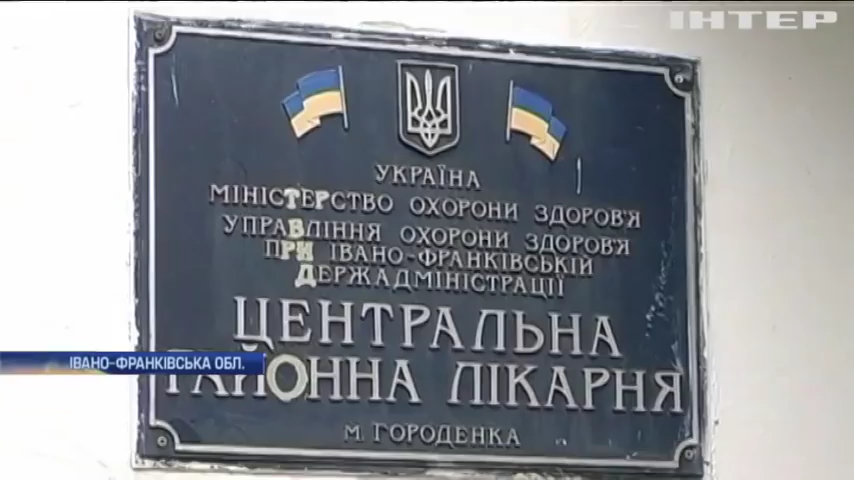 ІНТЕР
УКРАЇНА
МІНІСТЕРСТВО ОХОРОНИ ЗДОРОВ'Я
УПРАВЛІННЯ ОХОРОНИ ЗДОРОВ'Я
ПРИ ІВАНО-ФРАНКІВСЬКІЙ
ДЕРЖАДМІНІСТРАЦІЇ
ЦЕНТРАЛЬНА
ІВАНО-ФРАНКІВСЬКА ОБЛ.
РАЙОННА ЛІКАРНЯ
М. ГОРОДЕНКА